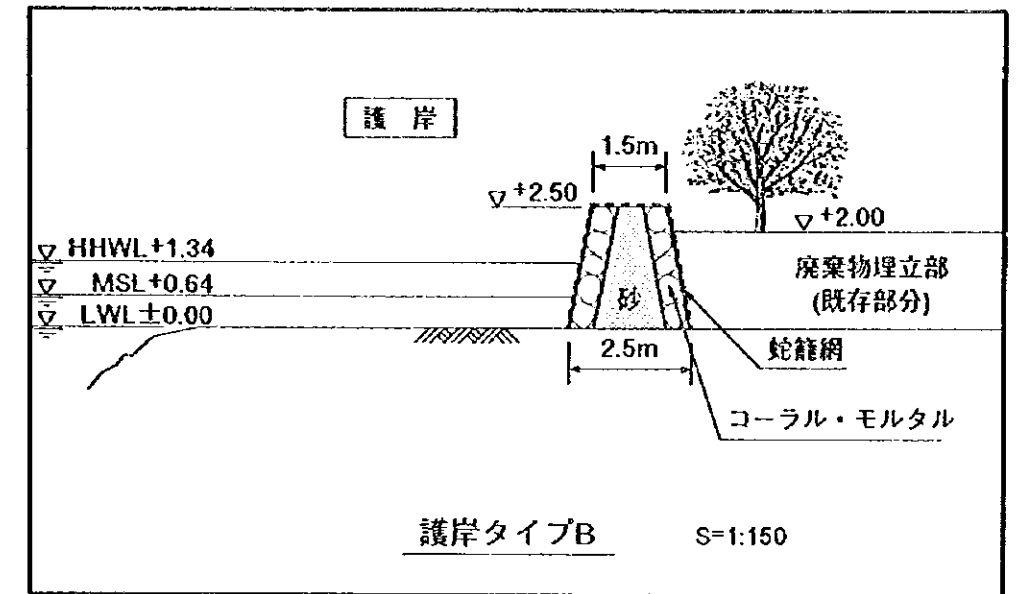 護 岸
1.5m
▽+2.50
▽+2.00
▽ HHWL+1.34
▽ MSL+0.64
▽ LWL±0.00
廃棄物埋立部
(既存部分)
砂
2.5m
蛇籠網
コーラル・モルタル
護岸タイプB S=1:150